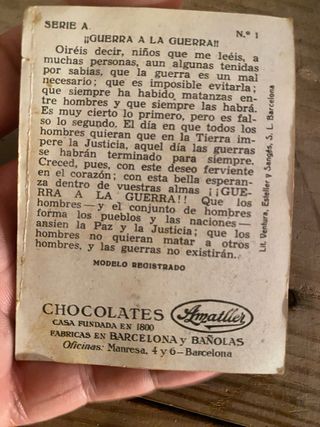 SERIE A. N.º 1
¡¡GUERRA A LA GUERRA!!
Oiréis decir, niños que me leéis, a
muchas personas, aun algunas tenidas
por sabias, que la guerra es un mal
necesario; que es imposible evitarla;
que siempre ha habido matanzas entre
hombres y que siempre las habrá.
Es muy cierto lo primero, pero es fal-
so lo segundo. El día en que todos los
hombres quieran que en la Tierra im-
pere la Justicia, aquel día las guerras
se habrán terminado para siempre.
Creced, pues, con este deseo ferviente
en el corazón; con esta bella esperan-
za dentro de vuestras almas ¡¡GUE-
RRA A LA GUERRA!! Que los
hombres—y el conjunto de hombres
forma los pueblos y las naciones—
ansíen la Paz y la Justicia; que los
hombres no quieran matar a otros
hombres, y las guerras no existirán.
MODELO REGISTRADO
Lit. Ventura, Esteller y Sangés, S. L. Barcelona
CHOCOLATES Amatller
CASA FUNDADA EN 1800
FABRICAS EN BARCELONA Y BAÑOLAS
Oficinas: Manresa, 4 y 6—Barcelona